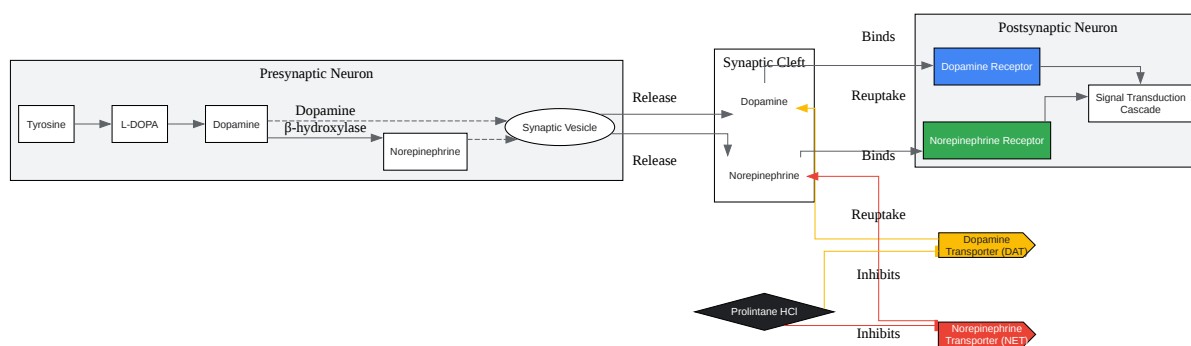 Presynaptic Neuron
Tyrosine
L-DOPA
Dopamine
Dopamine
β-hydroxylase
Norepinephrine
Synaptic Vesicle
Release
Release
Synaptic Cleft
Dopamine
Norepinephrine
Binds
Reuptake
Binds
Reuptake
Inhibits
Inhibits
Postsynaptic Neuron
Dopamine Receptor
Norepinephrine Receptor
Signal Transduction
Cascade
Dopamine
Transporter (DAT)
Prolintane HCl
Norepinephrine
Transporter (NET)